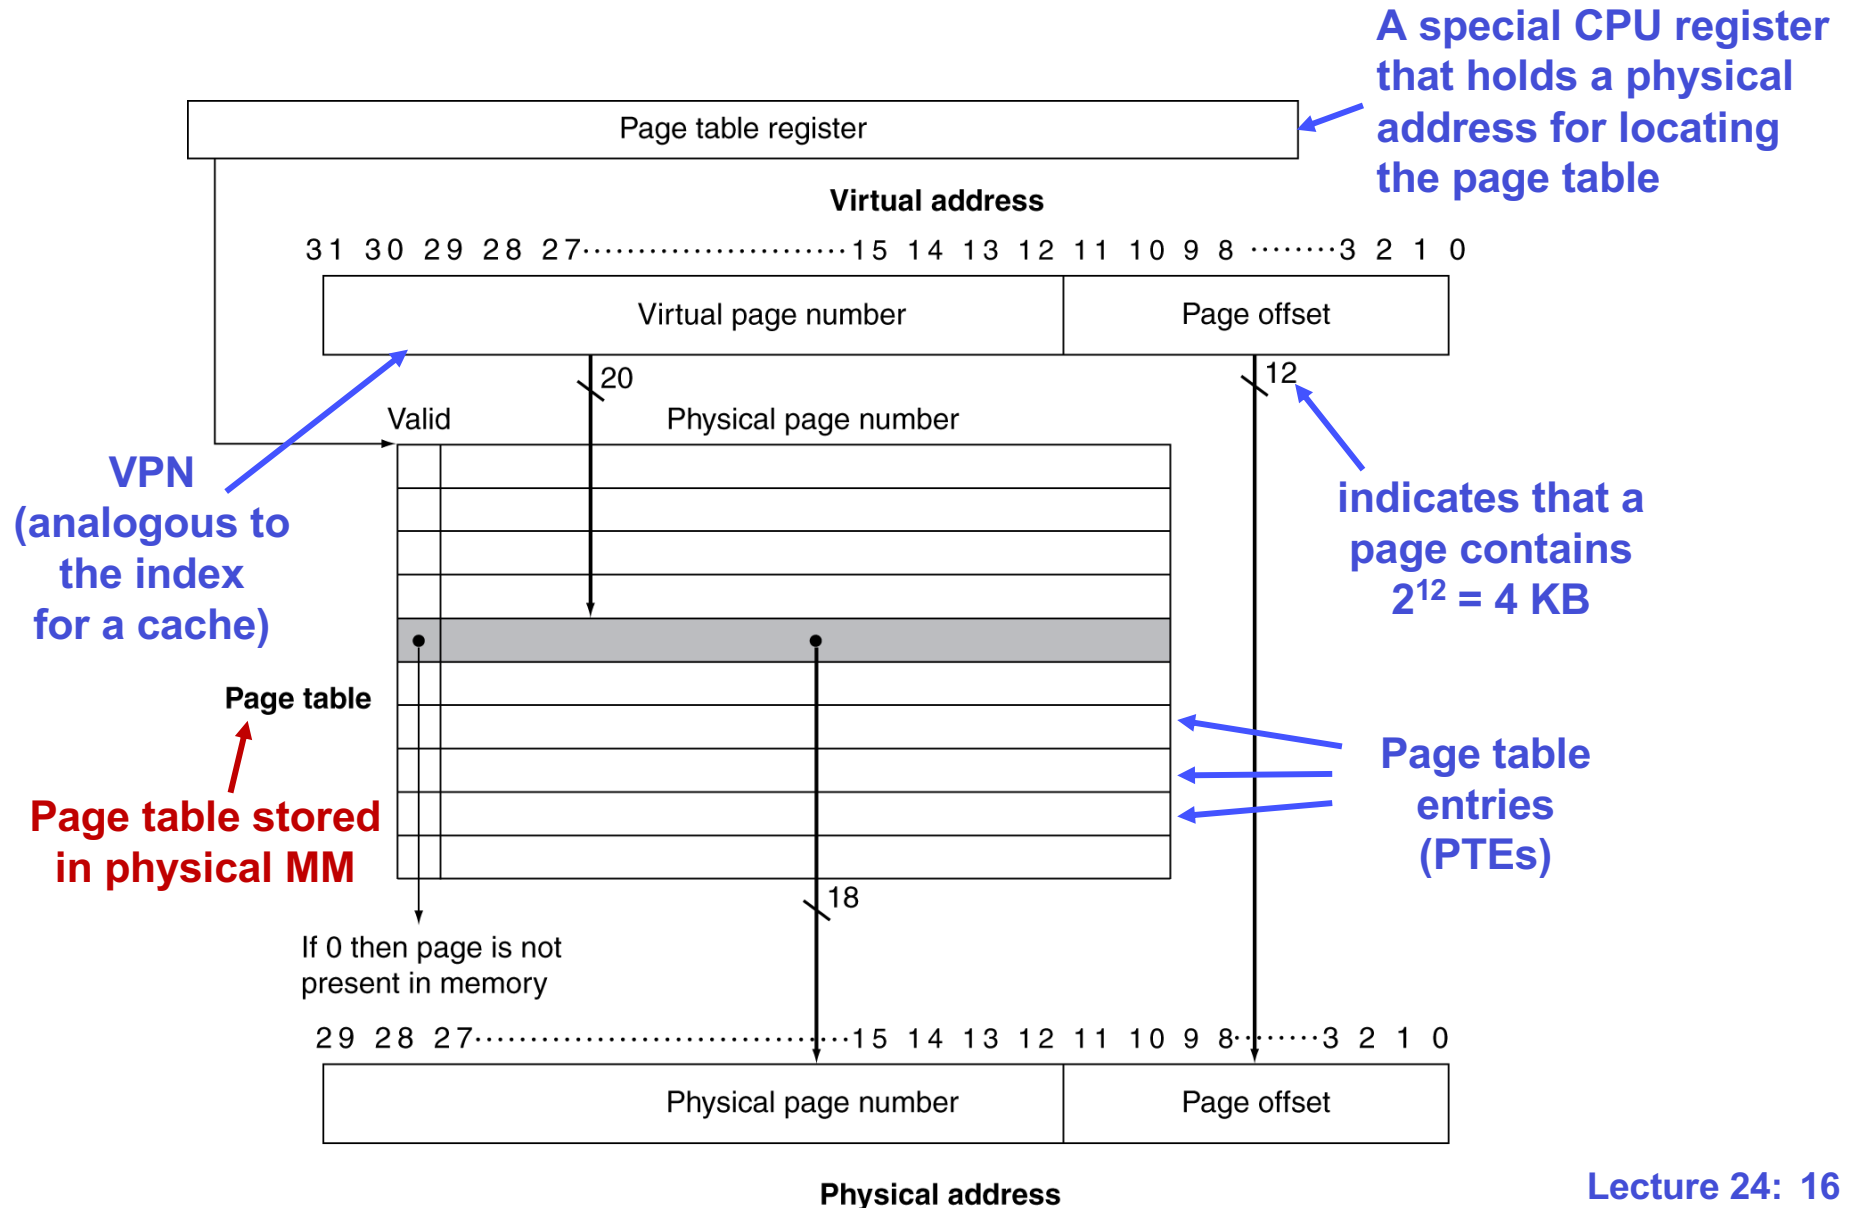 A special CPU register
that holds a physical
address for locating
the page table
Page table register
Virtual address
31 30 29 28 27························15 14 13 12 11 10 9 8 ········3 2 1 0
Virtual page number
Page offset
20
12
Valid
Physical page number
VPN
(analogous to
the index
for a cache)
indicates that a
page contains
2¹² = 4 KB
Page table
Page table stored
in physical MM
Page table
entries
(PTEs)
18
If 0 then page is not
present in memory
29 28 27··································15 14 13 12 11 10 9 8········3 2 1 0
Physical page number
Page offset
Physical address
Lecture 24: 16